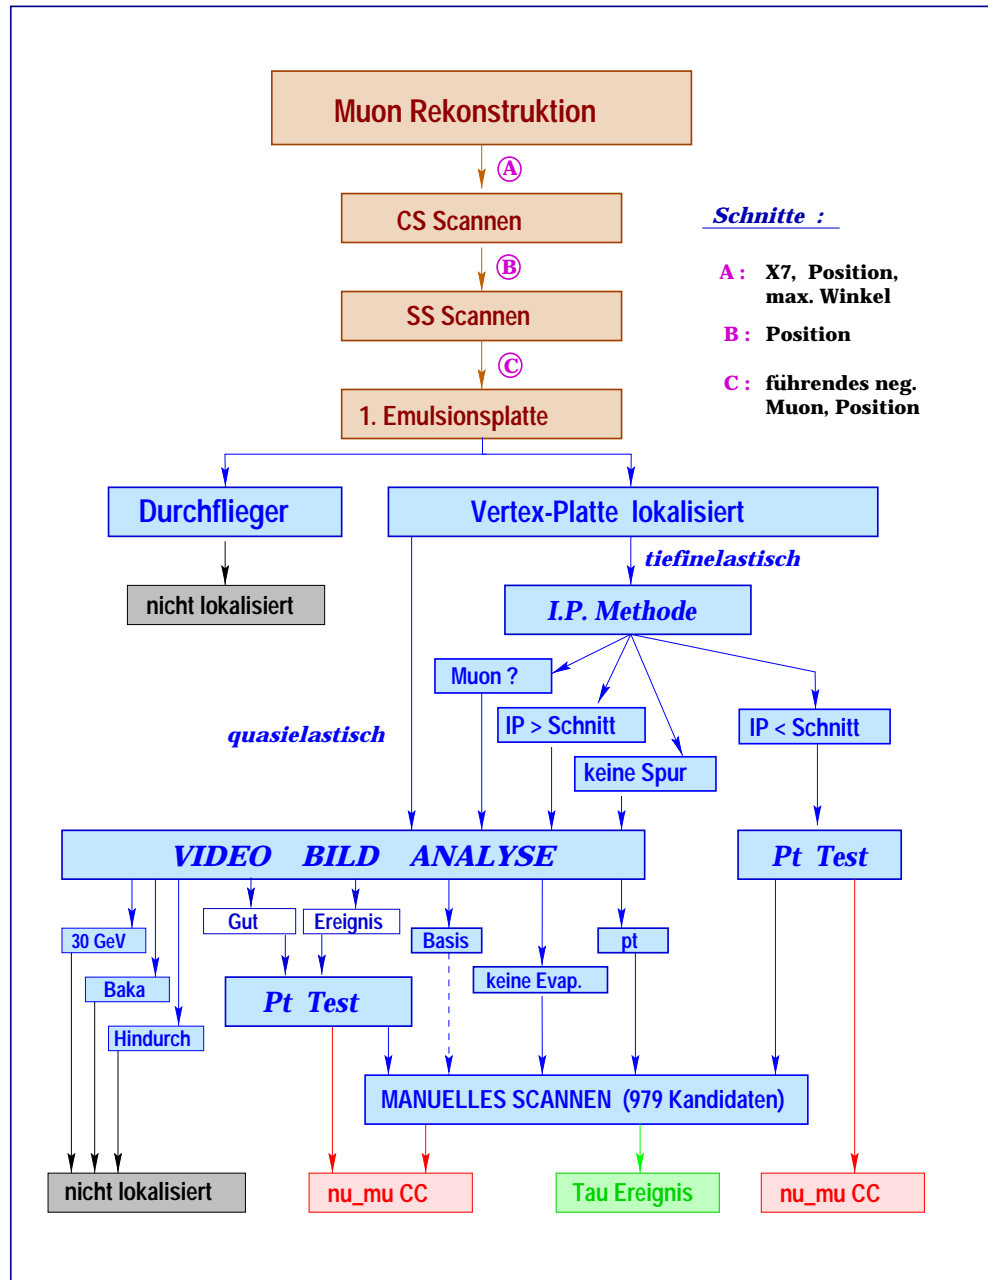 Muon Rekonstruktion
A
CS Scannen
Schnitte :
B
A : X7, Position,
max. Winkel
SS Scannen
B : Position
C
C : führendes neg.
Muon, Position
1. Emulsionsplatte
Durchflieger
Vertex-Platte lokalisiert
tiefinelastisch
nicht lokalisiert
I.P. Methode
Muon ?
IP > Schnitt
IP < Schnitt
quasielastisch
keine Spur
VIDEO BILD ANALYSE
Pt Test
Gut
Ereignis
30 GeV
Basis
pt
Baka
keine Evap.
Pt Test
Hindurch
MANUELLES SCANNEN (979 Kandidaten)
nicht lokalisiert
nu_mu CC
Tau Ereignis
nu_mu CC